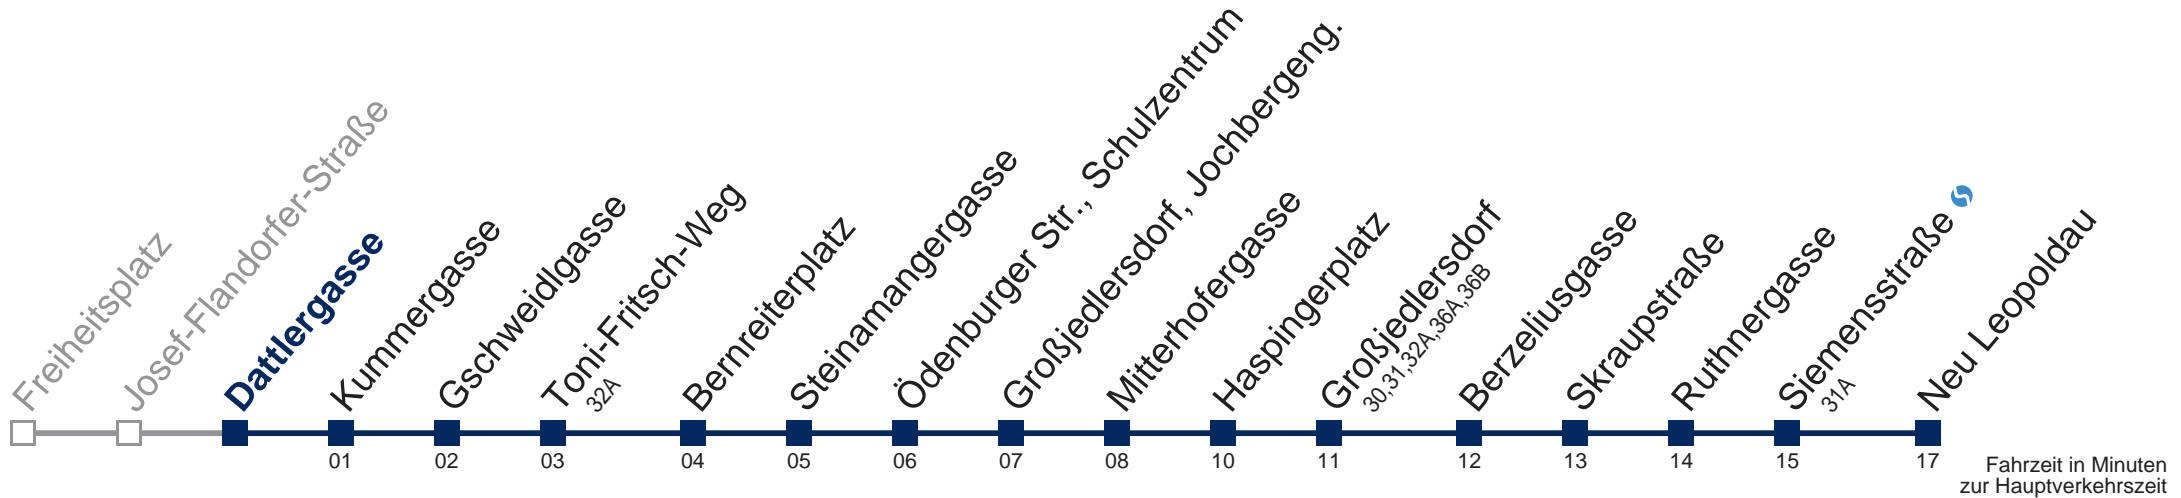 Freiheitsplatz
Josef-Flandorfer-Straße
Dattlergasse
Kummergasse
Gschweidlgasse
Toni-Fritsch-Weg
32A
Bernreiterplatz
Steinamangergasse
Ödenburger Str., Schulzentrum
Großjedlersdorf, Jochbergeng.
Mitterhofergasse
Haspingerplatz
Großjedlersdorf
30,31,32A,36A,36B
Berzeliusgasse
Skraupstraße
Ruthnergasse
Siemensstraße
31A
Neu Leopoldau
01 02 03 04 05 06 07 08 10 11 12 13 14 15 17
Fahrzeit in Minuten
zur Hauptverkehrszeit